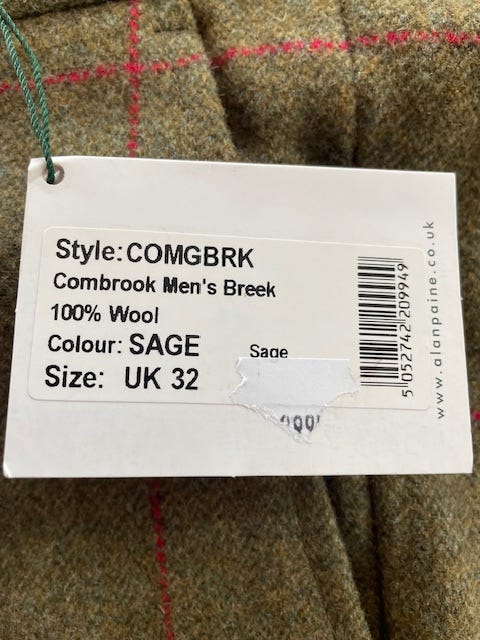 Style:COMGBRK
Combrook Men's Breek
100% Wool
Colour: SAGE
Sage
Size: UK 32
5 052742 209949
www.alanpaine.co.uk